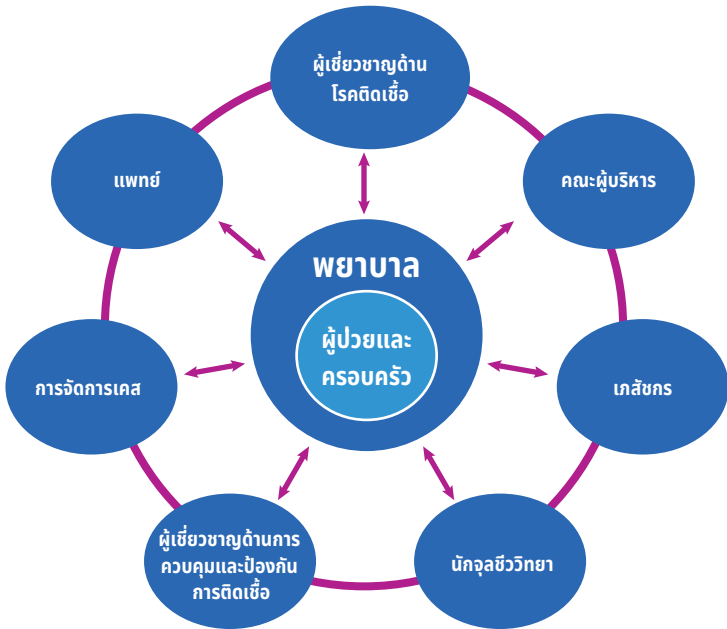 ผู้เชี่ยวชาญด้าน
โรคติดเชื้อ
แพทย์
คณะผู้บริหาร
พยาบาล
ผู้ป่วยและ
ครอบครัว
การจัดการเคส
เภสัชกร
ผู้เชี่ยวชาญด้านการ
ควบคุมและป้องกัน
การติดเชื้อ
นักจุลชีววิทยา